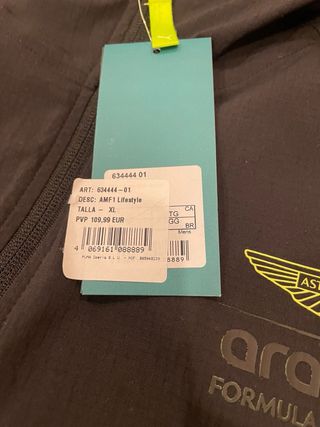 634444 01
ART: 634444-01
DESC: AMF1 Lifestyle
TALLA - XL
PVP 109,99 EUR
4 069161 088889
CA
TG
GG
BR
Mens
8889
AST
ara
FORMULA